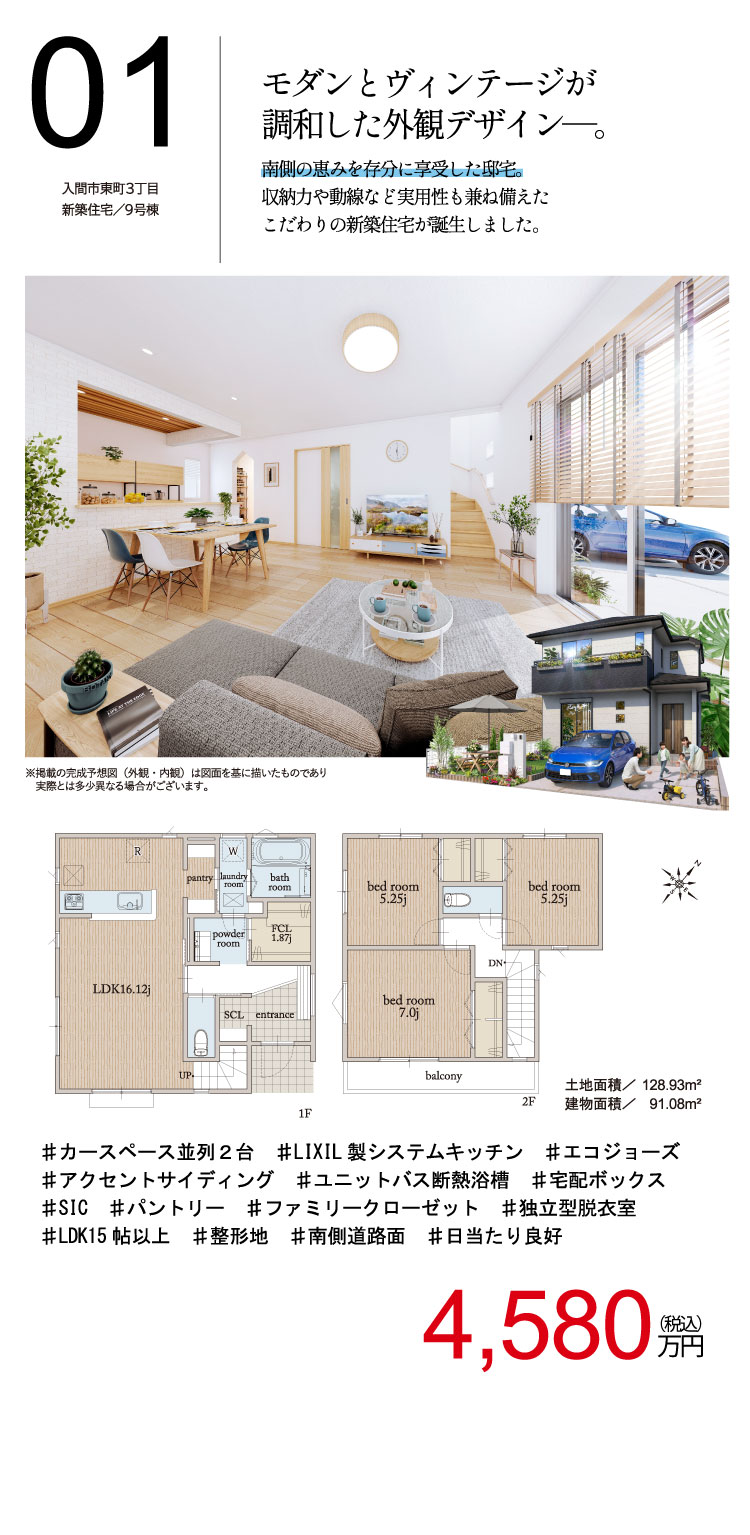 01
入間市東町3丁目
新築住宅／9号棟
モダンとヴィンテージが
調和した外観デザイン―。
南側の恵みを存分に享受した邸宅。
収納力や動線など実用性も兼ね備えた
こだわりの新築住宅が誕生しました。
LIFE AT THE EDGE
※掲載の完成予想図（外観・内観）は図面を基に描いたものであり
実際とは多少異なる場合がございます。
R
W
pantry
laundry
room
bath
room
powder
room
FCL
1.87j
LDK16.12j
SCL
entrance
UP
1F
bed room
5.25j
bed room
5.25j
DN
bed room
7.0j
balcony
2F
N
土地面積／ 128.93m²
建物面積／ 91.08m²
♯カースペース並列２台 ♯LIXIL製システムキッチン ♯エコジョーズ
♯アクセントサイディング ♯ユニットバス断熱浴槽 ♯宅配ボックス
♯SIC ♯パントリー ♯ファミリークローゼット ♯独立型脱衣室
♯LDK15帖以上 ♯整形地 ♯南側道路面 ♯日当たり良好
4,580万円（税込）